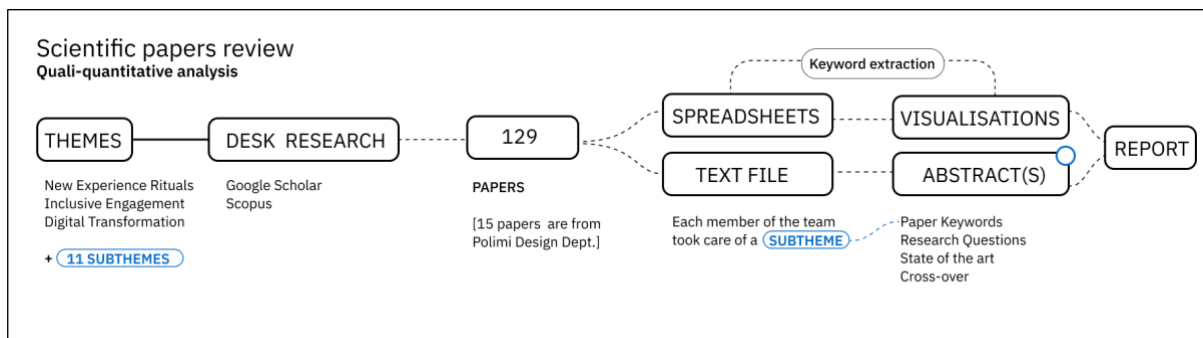 Scientific papers review
Quali-quantitative analysis
Keyword extraction
THEMES
DESK RESEARCH
129
SPREADSHEETS
VISUALISATIONS
TEXT FILE
ABSTRACT(S)
REPORT
New Experience Rituals
Inclusive Engagement
Digital Transformation
+ 11 SUBTHEMES
Google Scholar
Scopus
PAPERS
[15 papers are from
Polimi Design Dept.]
Each member of the team
took care of a SUBTHEME
Paper Keywords
Research Questions
State of the art
Cross-over